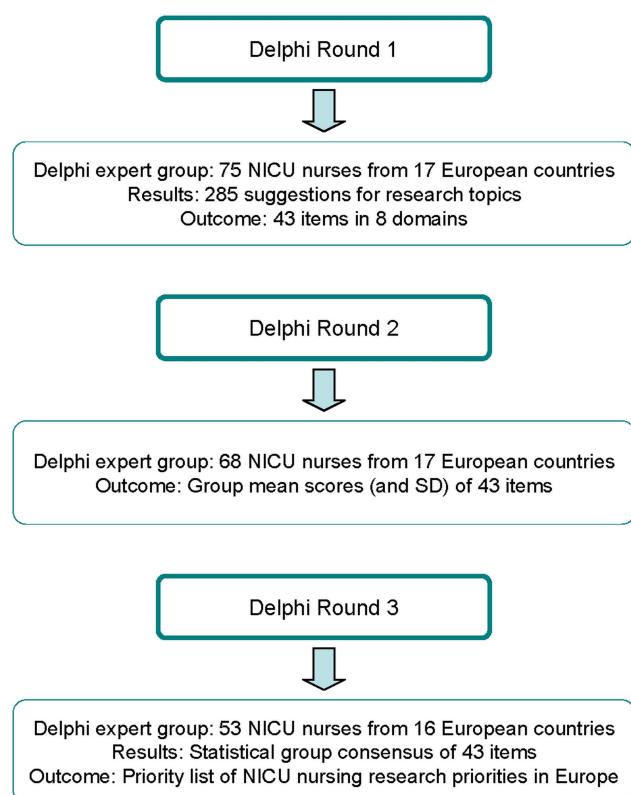 Delphi Round 1
Delphi expert group: 75 NICU nurses from 17 European countries
Results: 285 suggestions for research topics
Outcome: 43 items in 8 domains
Delphi Round 2
Delphi expert group: 68 NICU nurses from 17 European countries
Outcome: Group mean scores (and SD) of 43 items
Delphi Round 3
Delphi expert group: 53 NICU nurses from 16 European countries
Results: Statistical group consensus of 43 items
Outcome: Priority list of NICU nursing research priorities in Europe